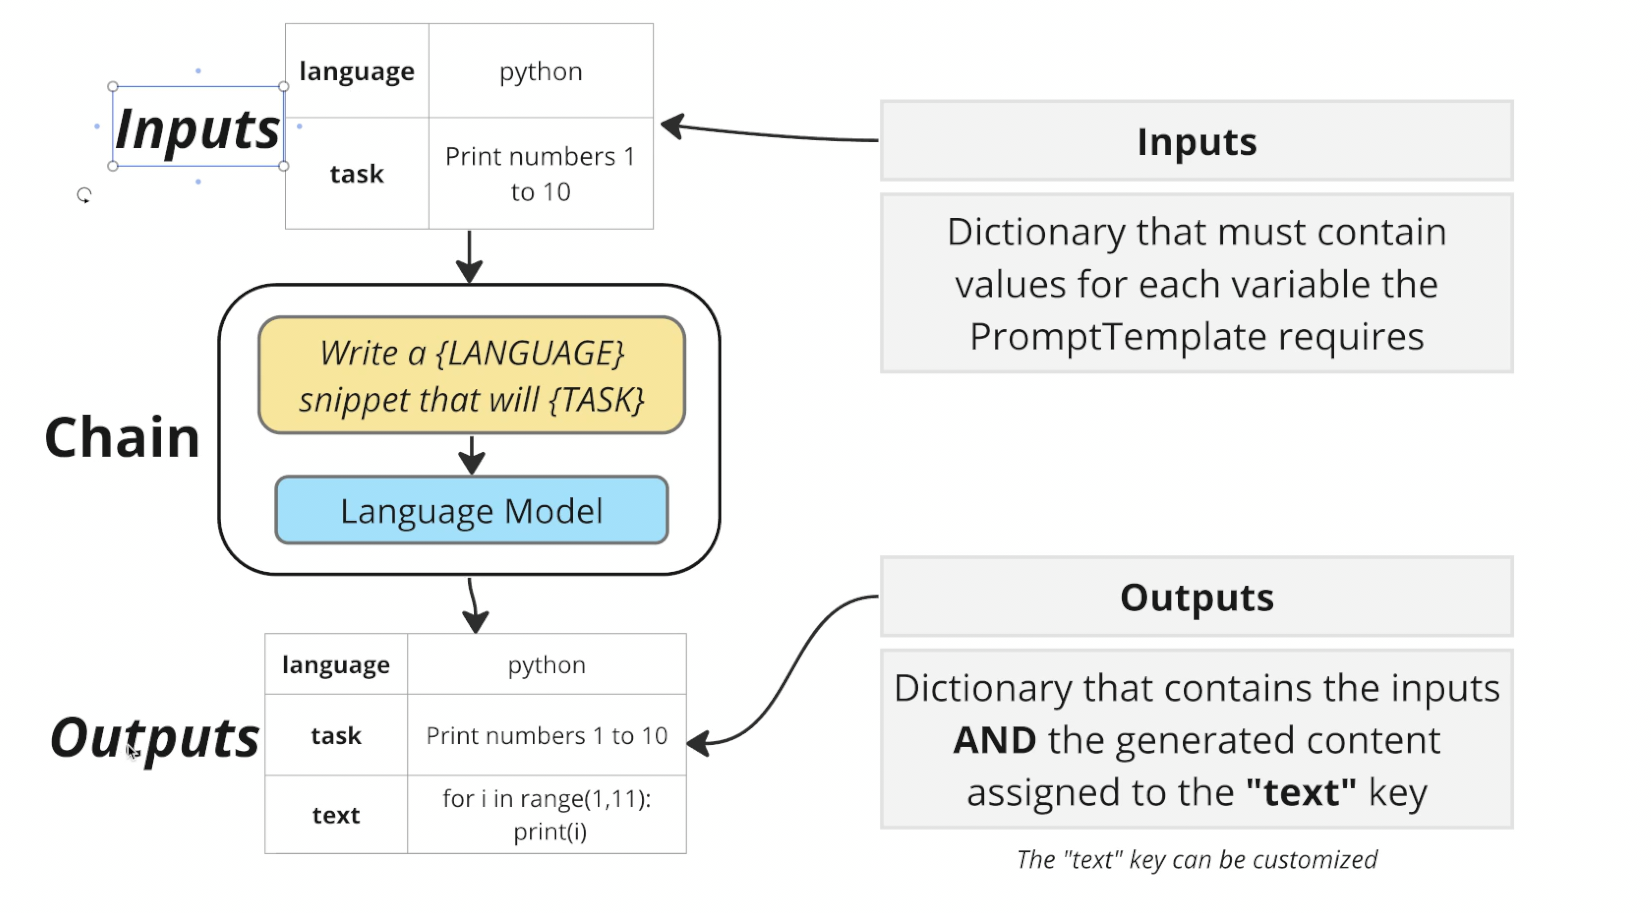 Inputs
language
python
task
Print numbers 1
to 10
Inputs
Dictionary that must contain
values for each variable the
PromptTemplate requires
Chain
Write a {LANGUAGE}
snippet that will {TASK}
Language Model
Outputs
language
python
task
Print numbers 1 to 10
text
for i in range(1,11):
print(i)
Outputs
Dictionary that contains the inputs
AND the generated content
assigned to the "text" key
The "text" key can be customized